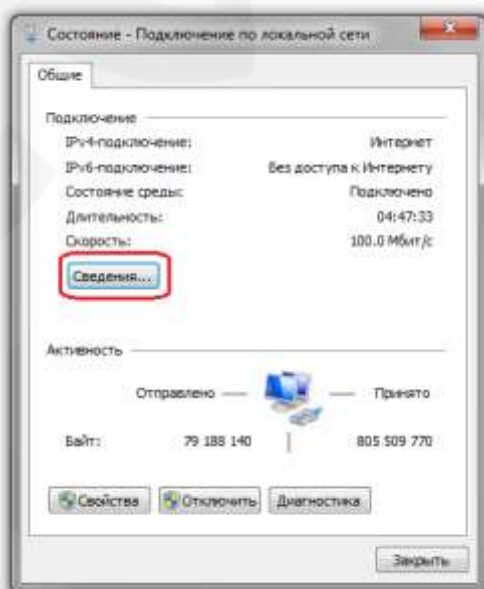 Состояние - Подключение по локальной сети
Общие
Подключение
IPv4-подключение: Интернет
IPv6-подключение: Без доступа к Интернету
Состояние среды: Подключено
Длительность: 04:47:33
Скорость: 100.0 Мбит/с
Сведения...
Активность
Отправлено — Принято
Байт: 79 188 140 805 509 770
Свойства Отключить Диагностика
Закрыть